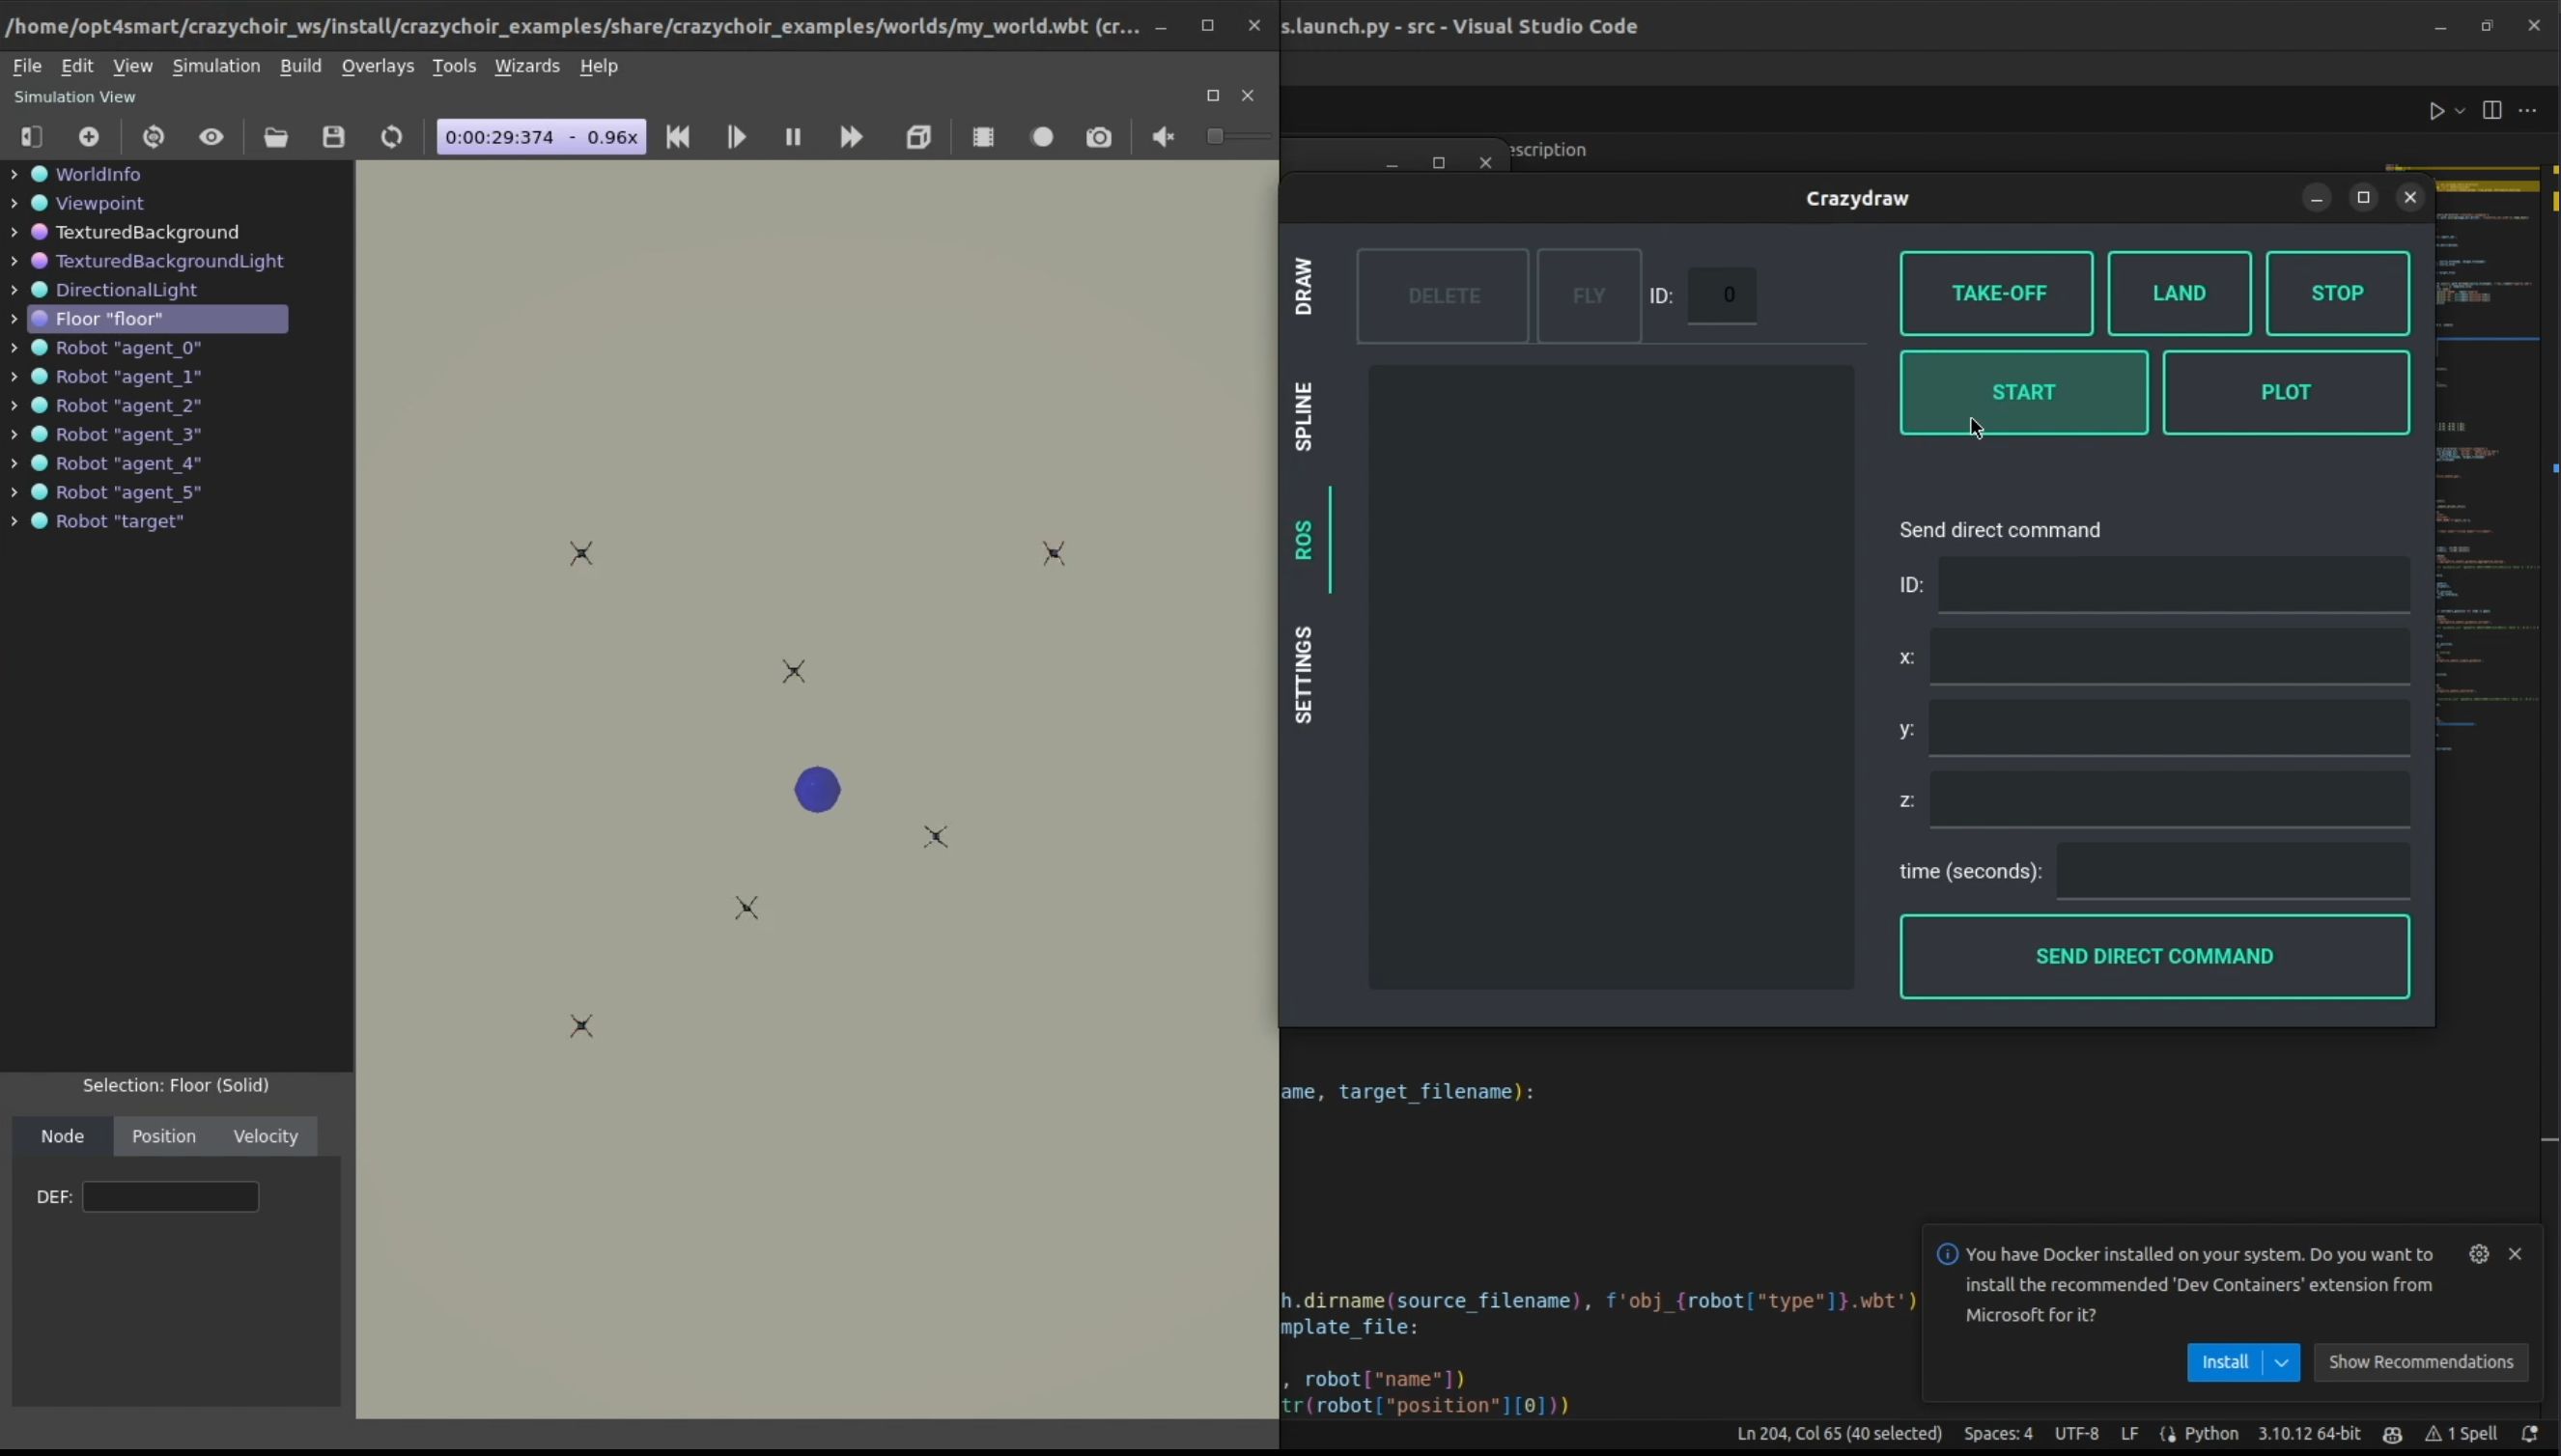 /home/opt4smart/crazychoir_ws/install/crazychoir_examples/share/crazychoir_examples/worlds/my_world.wbt (cr...
File Edit View Simulation Build Overlays Tools Wizards Help
Simulation View
0:00:29:374 - 0.96x
WorldInfo
Viewpoint
TexturedBackground
TexturedBackgroundLight
DirectionalLight
Floor "floor"
Robot "agent_0"
Robot "agent_1"
Robot "agent_2"
Robot "agent_3"
Robot "agent_4"
Robot "agent_5"
Robot "target"
Selection: Floor (Solid)
Node Position Velocity
DEF:
s.launch.py - src - Visual Studio Code
escription
Crazydraw
DRAW
SPLINE
ROS
SETTINGS
DELETE FLY ID: 0
TAKE-OFF LAND STOP
START PLOT
Send direct command
ID:
x:
y:
z:
time (seconds):
SEND DIRECT COMMAND
ame, target_filename):
h.dirname(source_filename), f'obj_{robot["type"]}.wbt')
mplate_file:
, robot["name"])
tr(robot["position"][0]))
You have Docker installed on your system. Do you want to
install the recommended 'Dev Containers' extension from
Microsoft for it?
Install Show Recommendations
Ln 204, Col 65 (40 selected) Spaces: 4 UTF-8 LF Python 3.10.12 64-bit 1 Spell